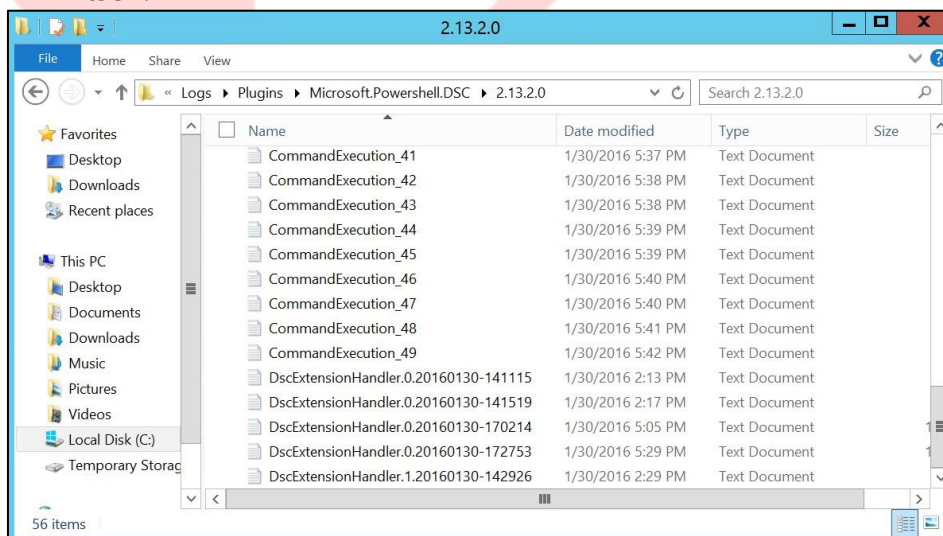 2.13.2.0
File Home Share View
« Logs Plugins Microsoft.Powershell.DSC 2.13.2.0 Search 2.13.2.0
Favorites
Desktop
Downloads
Recent places
This PC
Desktop
Documents
Downloads
Music
Pictures
Videos
Local Disk (C:)
Temporary Storag
Name Date modified Type Size
CommandExecution_41 1/30/2016 5:37 PM Text Document
CommandExecution_42 1/30/2016 5:38 PM Text Document
CommandExecution_43 1/30/2016 5:38 PM Text Document
CommandExecution_44 1/30/2016 5:39 PM Text Document
CommandExecution_45 1/30/2016 5:39 PM Text Document
CommandExecution_46 1/30/2016 5:40 PM Text Document
CommandExecution_47 1/30/2016 5:40 PM Text Document
CommandExecution_48 1/30/2016 5:41 PM Text Document
CommandExecution_49 1/30/2016 5:42 PM Text Document
DscExtensionHandler.0.20160130-141115 1/30/2016 2:13 PM Text Document
DscExtensionHandler.0.20160130-141519 1/30/2016 2:17 PM Text Document
DscExtensionHandler.0.20160130-170214 1/30/2016 5:05 PM Text Document 1
DscExtensionHandler.0.20160130-172753 1/30/2016 5:29 PM Text Document 1
DscExtensionHandler.1.20160130-142926 1/30/2016 2:29 PM Text Document
56 items